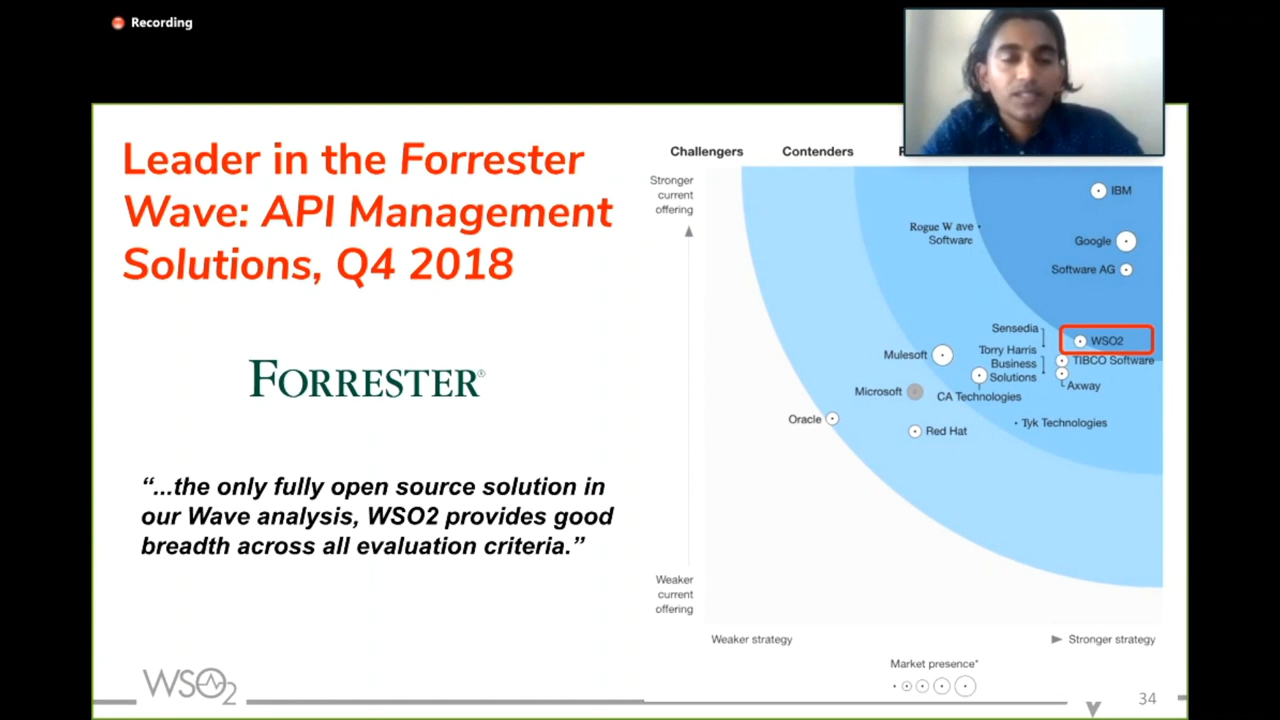 Recording
Leader in the Forrester
Wave: API Management
Solutions, Q4 2018
FORRESTER®
“...the only fully open source solution in
our Wave analysis, WSO2 provides good
breadth across all evaluation criteria.”
Challengers
Contenders
Stronger
current
offering
IBM
Rogue W ave
Software
Google
Software AG
Sensedia
WSO2
Mulesoft
Torry Harris
Business
Solutions
TIBCO Software
Axway
Microsoft
CA Technologies
Oracle
Red Hat
Tyk Technologies
Weaker
current
offering
Weaker strategy
Stronger strategy
Market presence*
WSO2
34